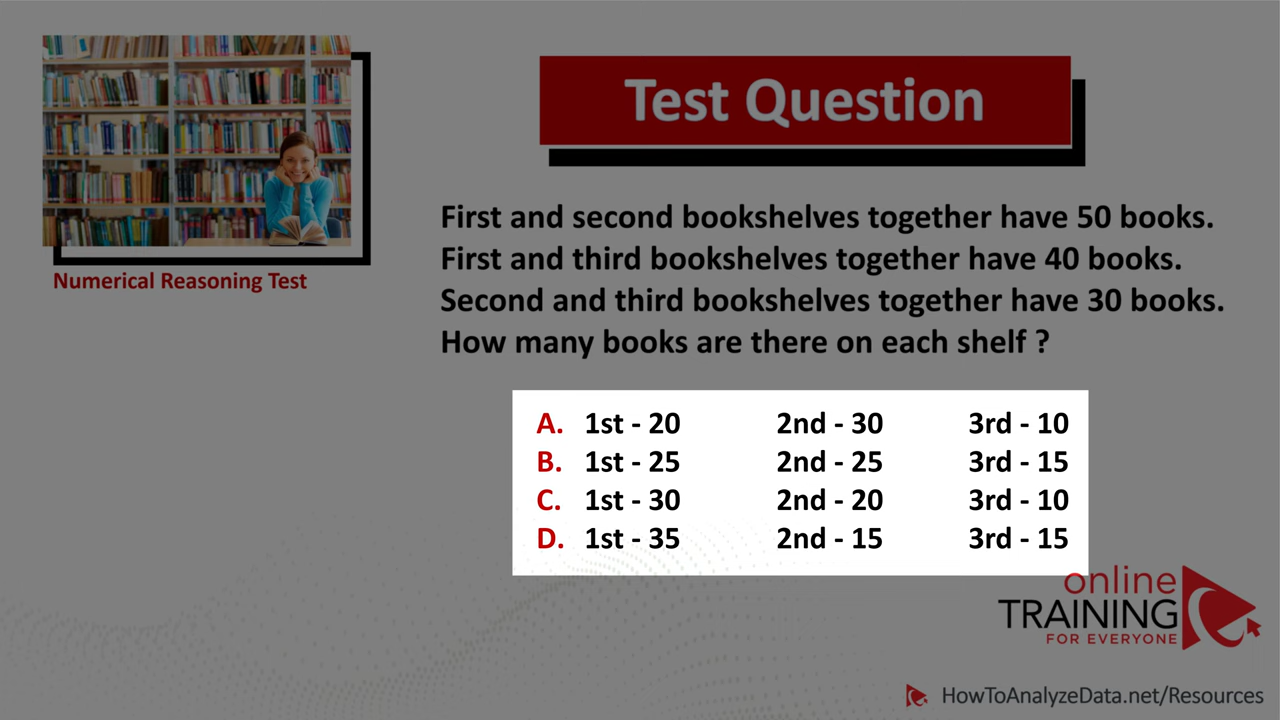 Test Question
Numerical Reasoning Test
First and second bookshelves together have 50 books.
First and third bookshelves together have 40 books.
Second and third bookshelves together have 30 books.
How many books are there on each shelf ?
A. 1st - 20 2nd - 30 3rd - 10
B. 1st - 25 2nd - 25 3rd - 15
C. 1st - 30 2nd - 20 3rd - 10
D. 1st - 35 2nd - 15 3rd - 15
online
TRAINING
FOR EVERYONE
HowToAnalyzeData.net/Resources